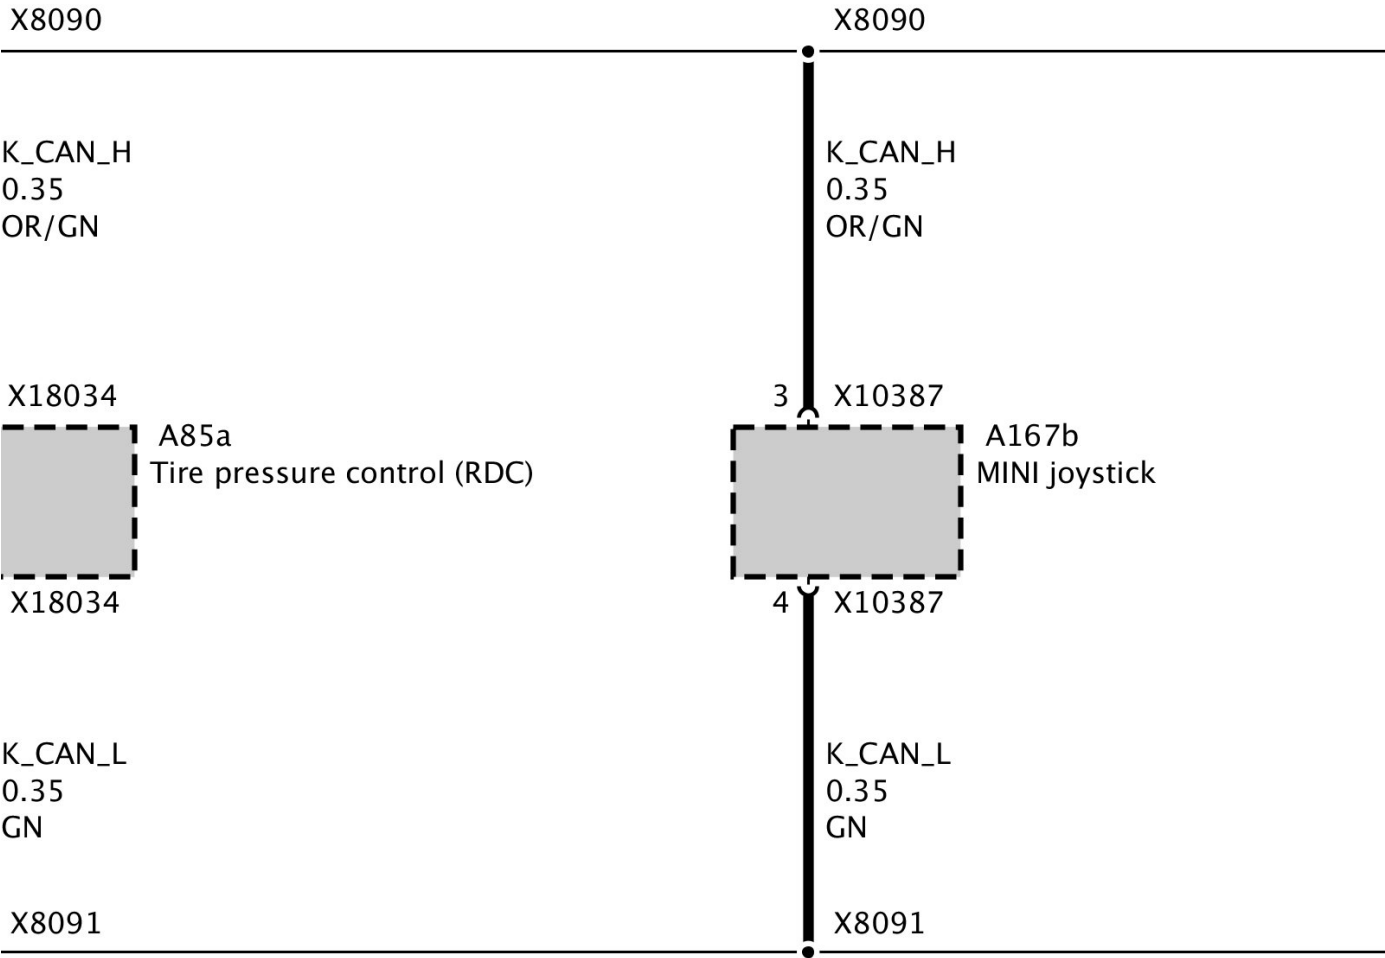 X8090
X8090
K_CAN_H
0.35
OR/GN
K_CAN_H
0.35
OR/GN
X18034
3
X10387
A85a
Tire pressure control (RDC)
A167b
MINI joystick
X18034
4
X10387
K_CAN_L
0.35
GN
K_CAN_L
0.35
GN
X8091
X8091